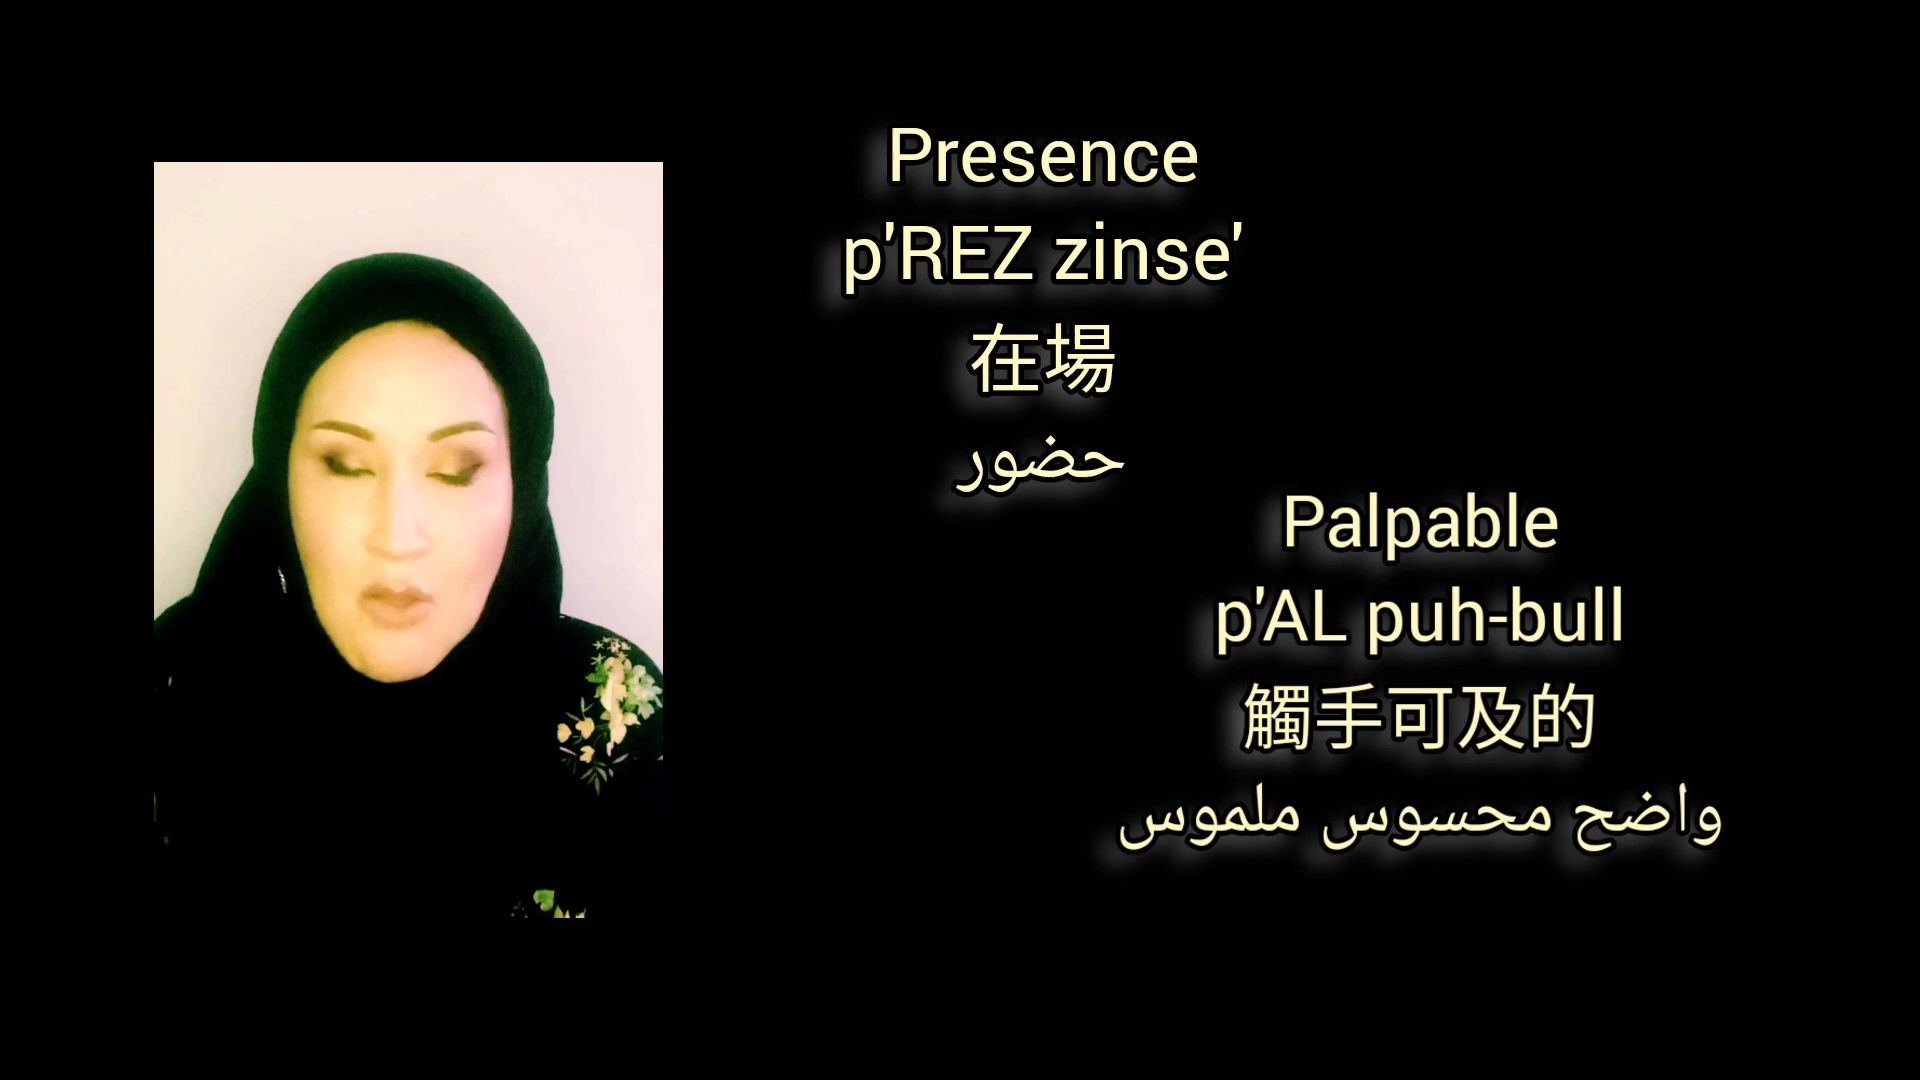 Presence
p'REZ zinse'
在場
حضور
Palpable
p'AL puh-bull
觸手可及的
واضح محسوس ملموس